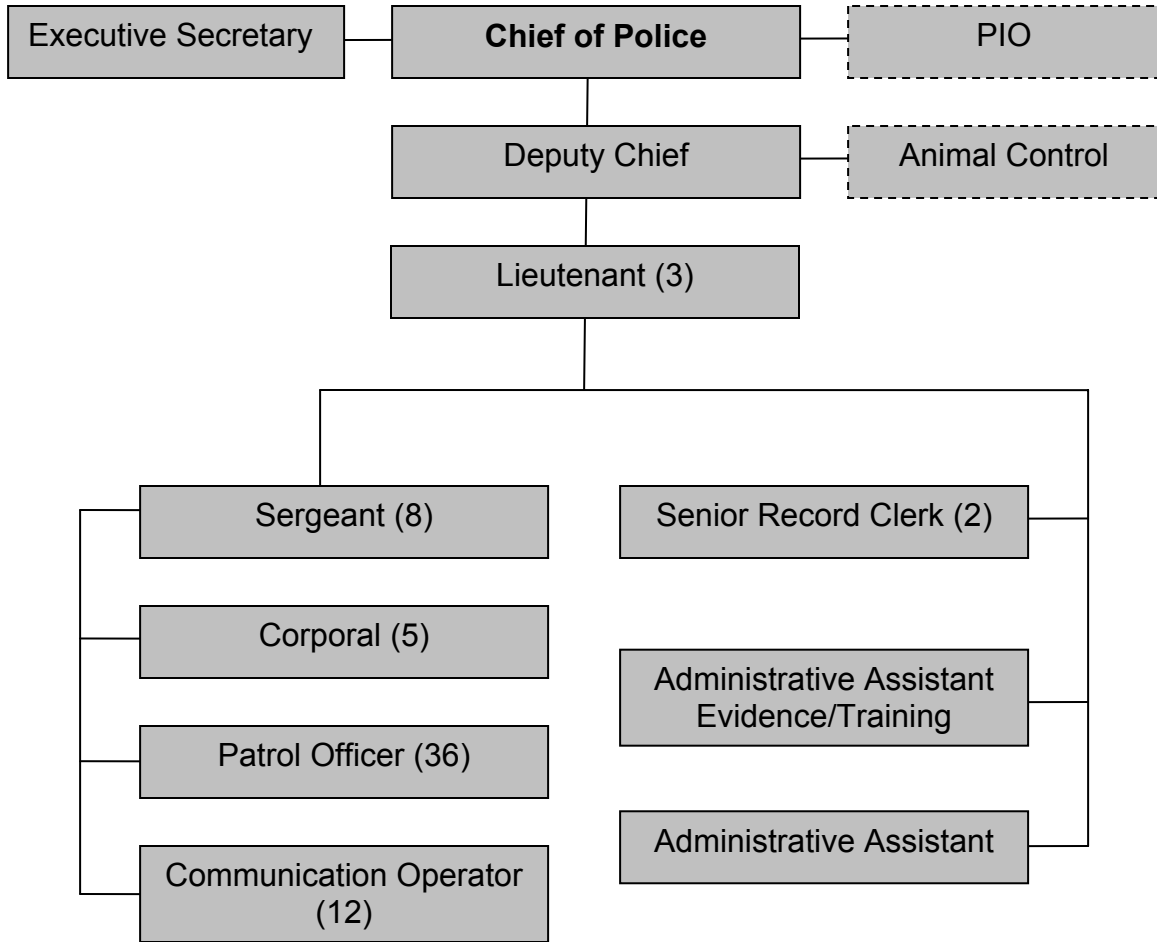 Executive Secretary
Chief of Police
PIO
Deputy Chief
Animal Control
Lieutenant (3)
Sergeant (8)
Corporal (5)
Patrol Officer (36)
Communication Operator
(12)
Senior Record Clerk (2)
Administrative Assistant
Evidence/Training
Administrative Assistant